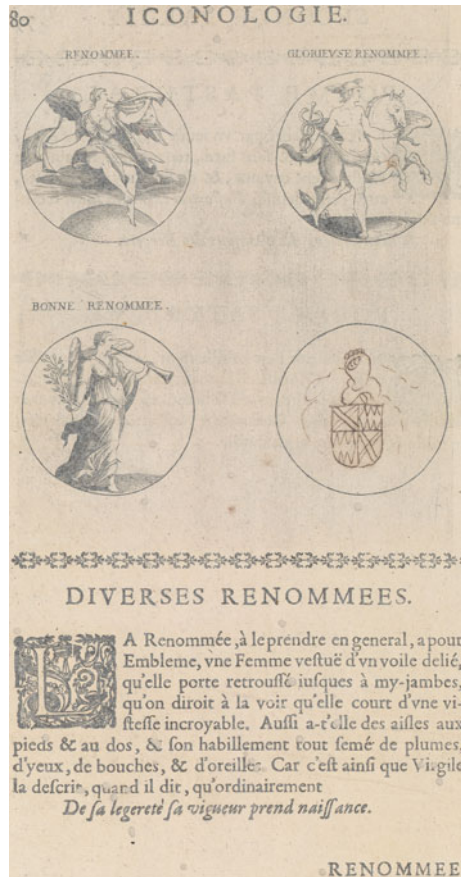 80
ICONOLOGIE.
RENOMMEE.
GLORIEVSE RENOMMEE.
BONNE RENOMMEE.
DIVERSES RENOMMEES.
LA Renommée, à le prendre en general, a pour
Embleme, vne Femme veſtuë d'vn voile delié,
qu'elle porte retrouſſé iuſques à my-jambes,
qu'on diroit à la voir qu'elle court d'vne vi-
ſteſſe incroyable. Auſſi a-t'elle des aiſles aux
pieds & au dos, & ſon habillement tout ſemé de plumes,
d'yeux, de bouches, & d'oreilles. Car c'eſt ainſi que Virgile
la deſcrit, quand il dit, qu'ordinairement
De ſa legereté ſa vigueur prend naiſſance.
RENOMMEE